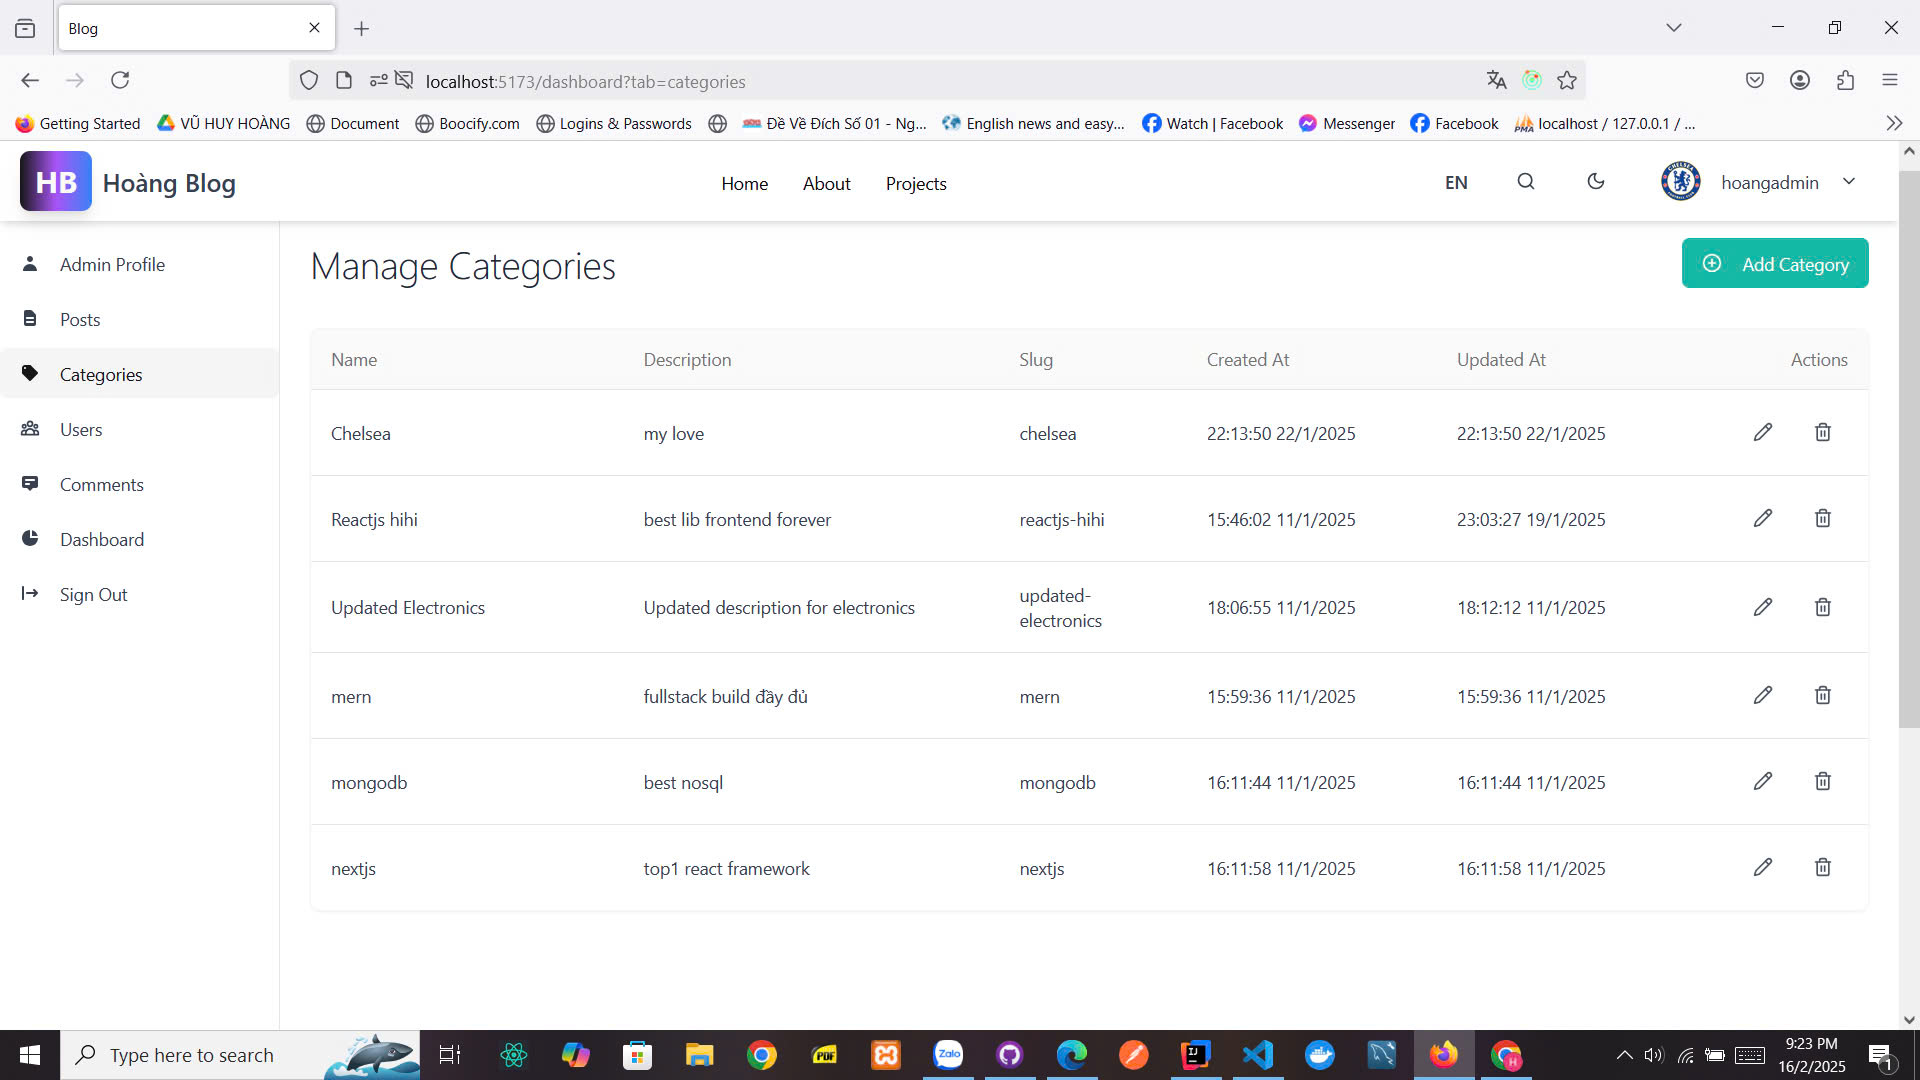 Blog
localhost:5173/dashboard?tab=categories
Getting Started VŨ HUY HOÀNG Document Boocify.com Logins & Passwords Đề Về Đích Số 01 - Ng... English news and easy... Watch | Facebook Messenger Facebook PMA localhost / 127.0.0.1 / ...
HB Hoàng Blog Home About Projects EN hoangadmin
Admin Profile
Posts
Categories
Users
Comments
Dashboard
Sign Out
Manage Categories
Add Category
Name Description Slug Created At Updated At Actions
Chelsea my love chelsea 22:13:50 22/1/2025 22:13:50 22/1/2025
Reactjs hihi best lib frontend forever reactjs-hihi 15:46:02 11/1/2025 23:03:27 19/1/2025
Updated Electronics Updated description for electronics updated-
electronics 18:06:55 11/1/2025 18:12:12 11/1/2025
mern fullstack build đầy đủ mern 15:59:36 11/1/2025 15:59:36 11/1/2025
mongodb best nosql mongodb 16:11:44 11/1/2025 16:11:44 11/1/2025
nextjs top1 react framework nextjs 16:11:58 11/1/2025 16:11:58 11/1/2025
Type here to search
PDF
Zalo
IJ
H
9:23 PM
16/2/2025
1